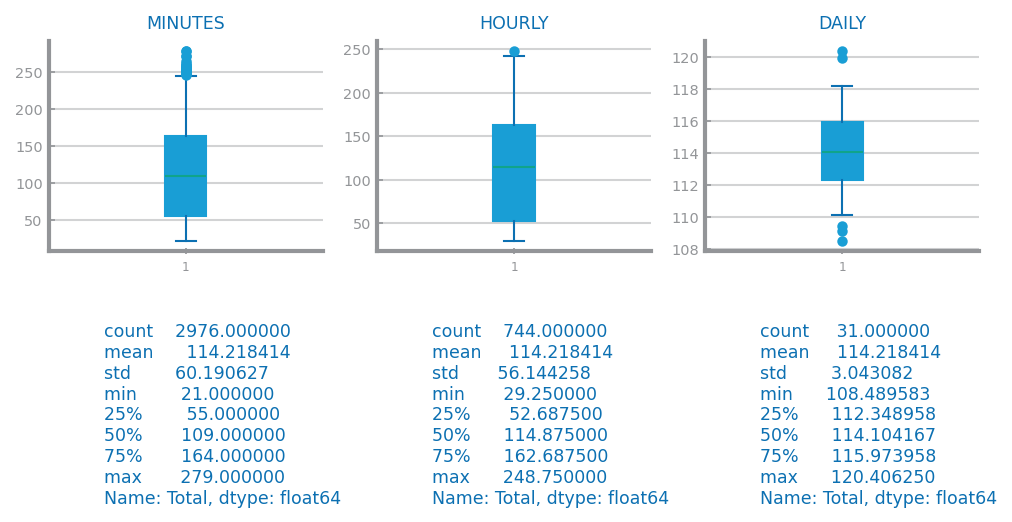 MINUTES
250
200
150
100
50
1
HOURLY
250
200
150
100
50
1
DAILY
120
118
116
114
112
110
108
1
count 2976.000000
mean 114.218414
std 60.190627
min 21.000000
25% 55.000000
50% 109.000000
75% 164.000000
max 279.000000
Name: Total, dtype: float64
count 744.000000
mean 114.218414
std 56.144258
min 29.250000
25% 52.687500
50% 114.875000
75% 162.687500
max 248.750000
Name: Total, dtype: float64
count 31.000000
mean 114.218414
std 3.043082
min 108.489583
25% 112.348958
50% 114.104167
75% 115.973958
max 120.406250
Name: Total, dtype: float64